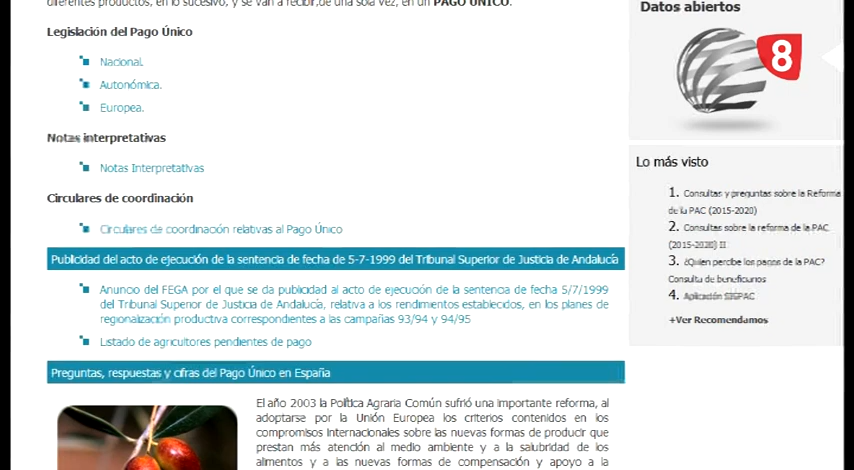 diferentes productos, en lo sucesivo, y se van a recibir,de una sola vez, en un PAGO ÚNICO.
Legislación del Pago Único
Nacional.
Autonómica.
Europea.
Notas interpretativas
Notas Interpretativas
Circulares de coordinación
Circulares de coordinación relativas al Pago Único
Publicidad del acto de ejecución de la sentencia de fecha de 5-7-1999 del Tribunal Superior de Justicia de Andalucía
Anuncio del FEGA por el que se da publicidad al acto de ejecución de la sentencia de fecha 5/7/1999
del Tribunal Superior de Justicia de Andalucía, relativa a los rendimientos establecidos, en los planes de
regionalización productiva correspondientes a las campañas 93/94 y 94/95
Listado de agricultores pendientes de pago
Preguntas, respuestas y cifras del Pago Único en España
El año 2003 la Política Agraria Común sufrió una importante reforma, al
adoptarse por la Unión Europea los criterios contenidos en los
compromisos internacionales sobre las nuevas formas de producir que
prestan más atención al medio ambiente y a la salubridad de los
alimentos y a las nuevas formas de compensación y apoyo a la
Datos abiertos
8
Lo más visto
1. Consultas y preguntas sobre la Reforma
de la PAC (2015-2020)
2. Consultas sobre la reforma de la PAC
(2015-2020) II
3. ¿Quien percibe los pagos de la PAC?
Consulta de beneficiarios
4. Aplicación SIGPAC
+Ver Recomendamos